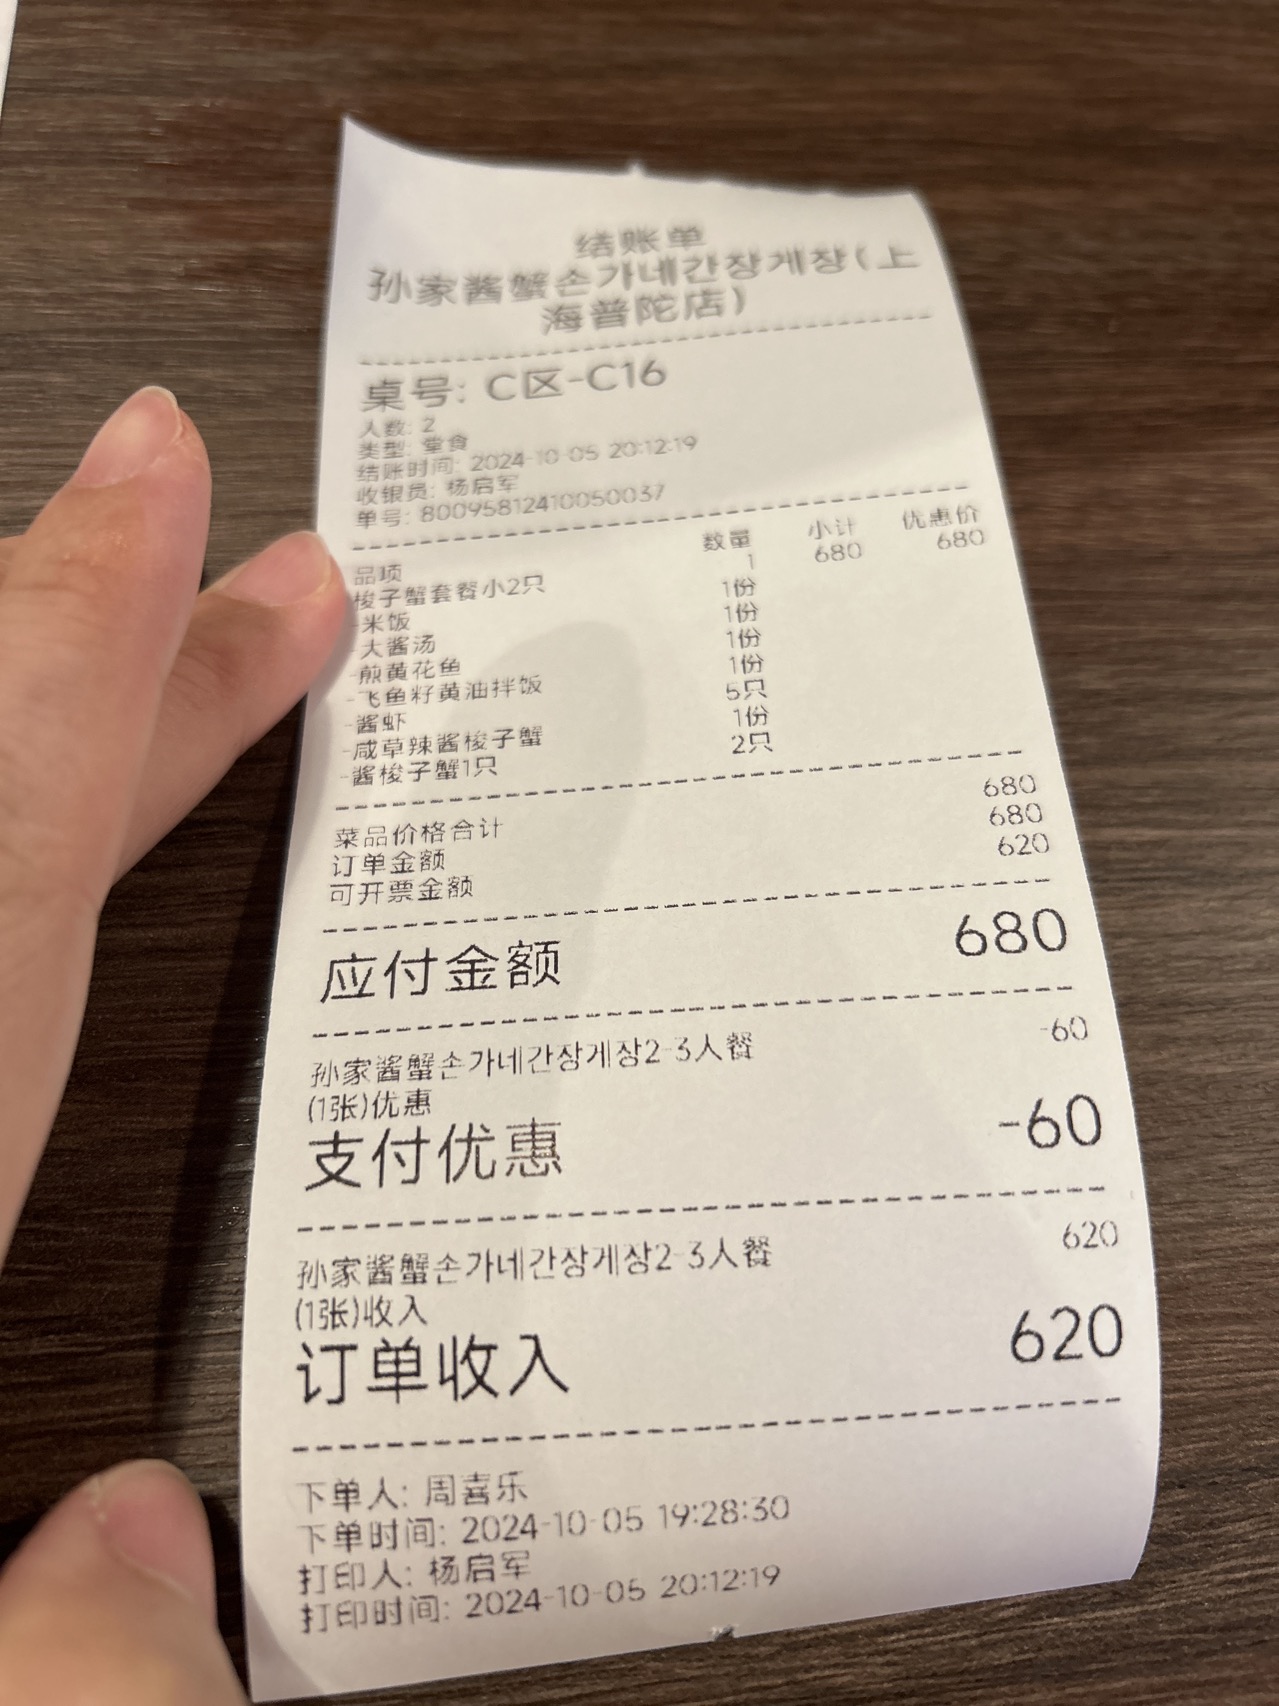 结账单
孙家酱蟹손가네간장게장(上
海普陀店)
桌号: C区-C16
人数: 2
类型: 堂食
结账时间: 2024-10-05 20:12:19
收银员: 杨启军
单号: 80095812410050037
品项 数量 小计 优惠价
梭子蟹套餐小2只 1 680 680
-米饭 1份
-大酱汤 1份
-煎黄花鱼 1份
-飞鱼籽黄油拌饭 1份
-酱虾 5只
-咸草辣酱梭子蟹 1份
-酱梭子蟹1只 2只
菜品价格合计 680
订单金额 680
可开票金额 620
应付金额 680
孙家酱蟹손가네간장게장2-3人餐 -60
(1张)优惠
支付优惠 -60
孙家酱蟹손가네간장게장2-3人餐 620
(1张)收入
订单收入 620
下单人: 周喜乐
下单时间: 2024-10-05 19:28:30
打印人: 杨启军
打印时间: 2024-10-05 20:12:19